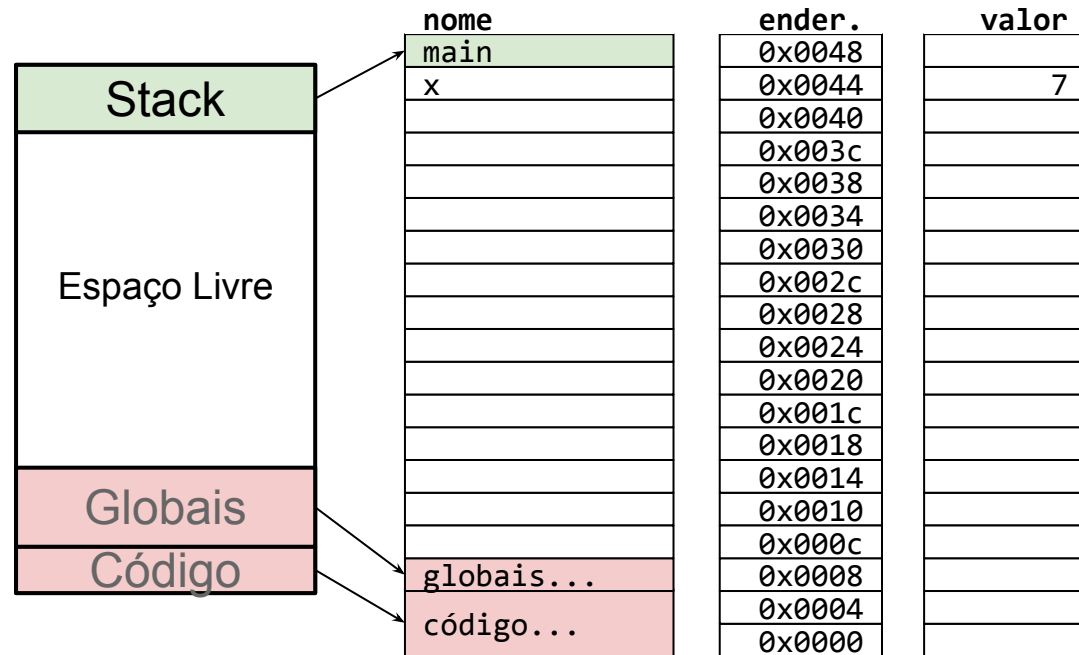 nome ender. valor
main 0x0048
x 0x0044 7
0x0040
0x003c
0x0038
0x0034
0x0030
0x002c
0x0028
0x0024
0x0020
0x001c
0x0018
0x0014
0x0010
0x000c
globais... 0x0008
código... 0x0004
0x0000
Stack
Espaço Livre
Globais
Código